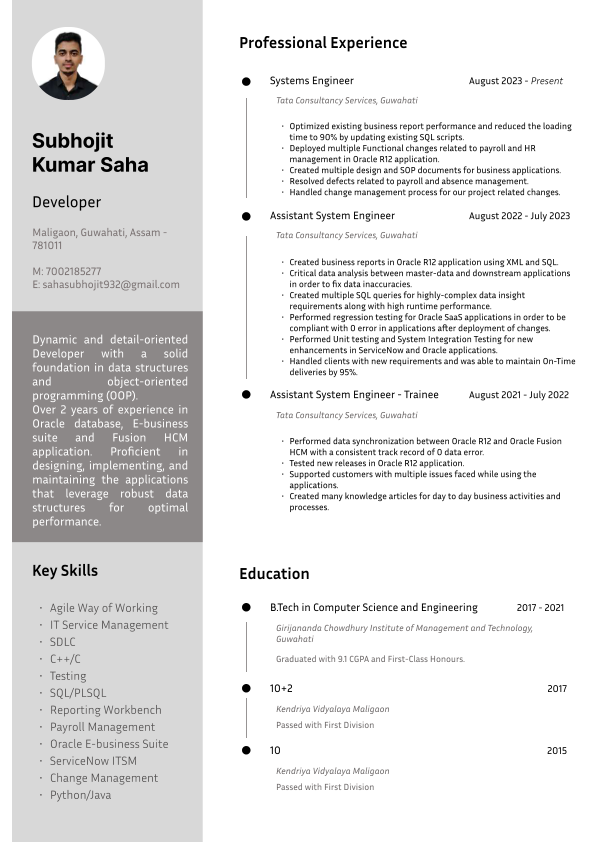 Subhojit
Kumar Saha
Developer
Maligaon, Guwahati, Assam -
781011
M: 7002185277
E: sahasubhojit932@gmail.com
Dynamic and detail-oriented
Developer with a solid
foundation in data structures
and object-oriented
programming (OOP).
Over 2 years of experience in
Oracle database, E-business
suite and Fusion HCM
application. Proficient in
designing, implementing, and
maintaining the applications
that leverage robust data
structures for optimal
performance.
Key Skills
· Agile Way of Working
· IT Service Management
· SDLC
· C++/C
· Testing
· SQL/PLSQL
· Reporting Workbench
· Payroll Management
· Oracle E-business Suite
· ServiceNow ITSM
· Change Management
· Python/Java
Professional Experience
Systems Engineer August 2023 - Present
Tata Consultancy Services, Guwahati
· Optimized existing business report performance and reduced the loading
time to 90% by updating existing SQL scripts.
· Deployed multiple Functional changes related to payroll and HR
management in Oracle R12 application.
· Created multiple design and SOP documents for business applications.
· Resolved defects related to payroll and absence management.
· Handled change management process for our project related changes.
Assistant System Engineer August 2022 - July 2023
Tata Consultancy Services, Guwahati
· Created business reports in Oracle R12 application using XML and SQL.
· Critical data analysis between master-data and downstream applications
in order to fix data inaccuracies.
· Created multiple SQL queries for highly-complex data insight
requirements along with high runtime performance.
· Performed regression testing for Oracle SaaS applications in order to be
compliant with 0 error in applications after deployment of changes.
· Performed Unit testing and System Integration Testing for new
enhancements in ServiceNow and Oracle applications.
· Handled clients with new requirements and was able to maintain On-Time
deliveries by 95%.
Assistant System Engineer - Trainee August 2021 - July 2022
Tata Consultancy Services, Guwahati
· Performed data synchronization between Oracle R12 and Oracle Fusion
HCM with a consistent track record of 0 data error.
· Tested new releases in Oracle R12 application.
· Supported customers with multiple issues faced while using the
applications.
· Created many knowledge articles for day to day business activities and
processes.
Education
B.Tech in Computer Science and Engineering 2017 - 2021
Girijananda Chowdhury Institute of Management and Technology,
Guwahati
Graduated with 9.1 CGPA and First-Class Honours.
10+2 2017
Kendriya Vidyalaya Maligaon
Passed with First Division
10 2015
Kendriya Vidyalaya Maligaon
Passed with First Division